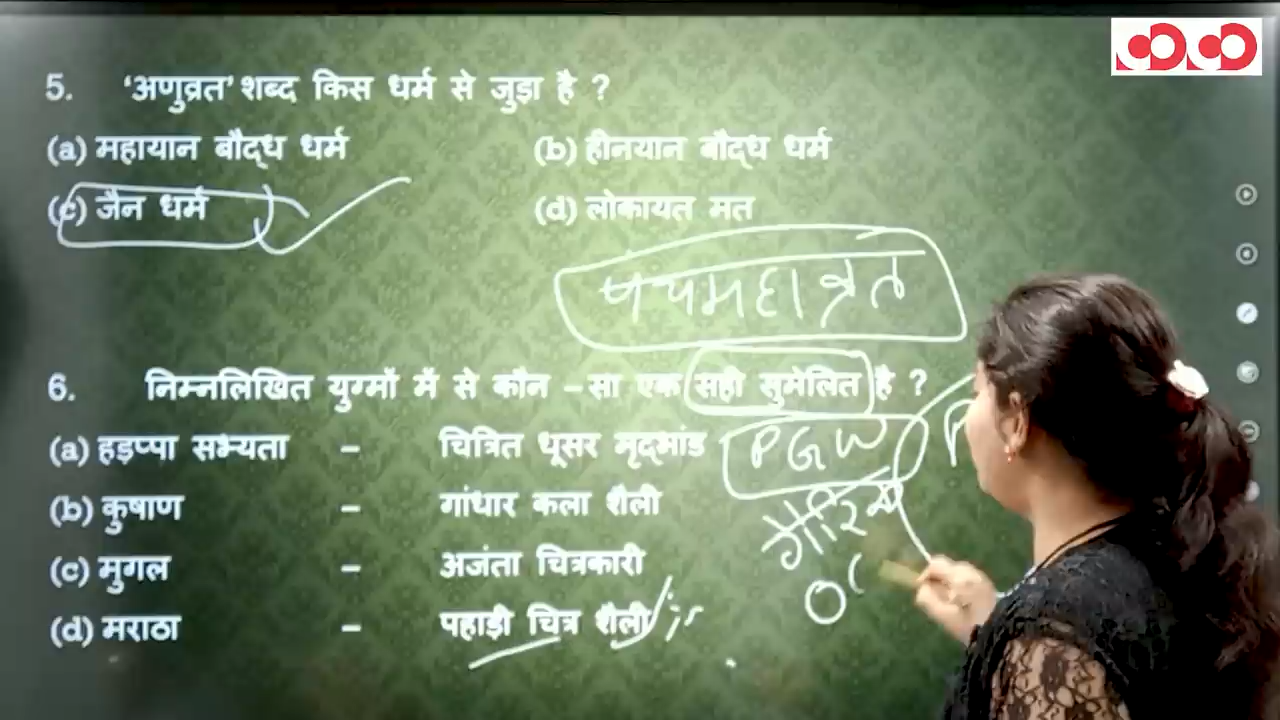 5. 'अणुव्रत' शब्द किस धर्म से जुड़ा है ?
(a) महायान बौद्ध धर्म (b) हीनयान बौद्ध धर्म
(c) जैन धर्म (d) लोकायत मत
पंचमहाव्रत
6. निम्नलिखित युग्मों में से कौन –सा एक सही सुमेलित है ?
(a) हड़प्पा सभ्यता – चित्रित धूसर मृद्भांड
PGW
(b) कुषाण – गांधार कला शैली
(c) मुगल – अजंता चित्रकारी
(d) मराठा – पहाड़ी चित्र शैली